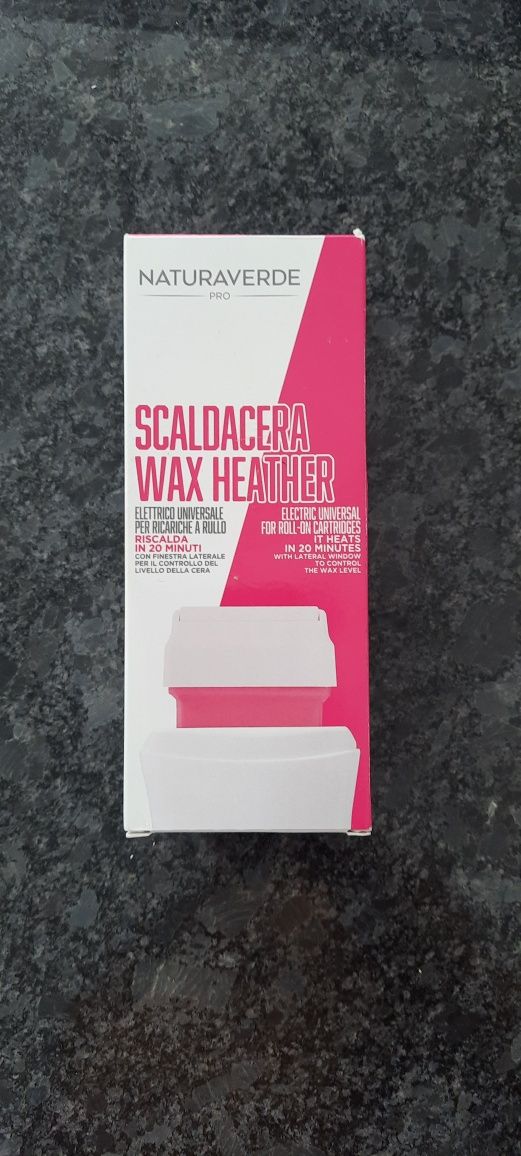 NATURAVERDE
PRO
SCALDACERA
WAX HEATHER
ELETTRICO UNIVERSALE
PER RICARICHE A RULLO
RISCALDA
IN 20 MINUTI
CON FINESTRA LATERALE
PER IL CONTROLLO DEL
LIVELLO DELLA CERA
ELECTRIC UNIVERSAL
FOR ROLL-ON CARTRIDGES
IT HEATS
IN 20 MINUTES
WITH LATERAL WINDOW
TO CONTROL
THE WAX LEVEL